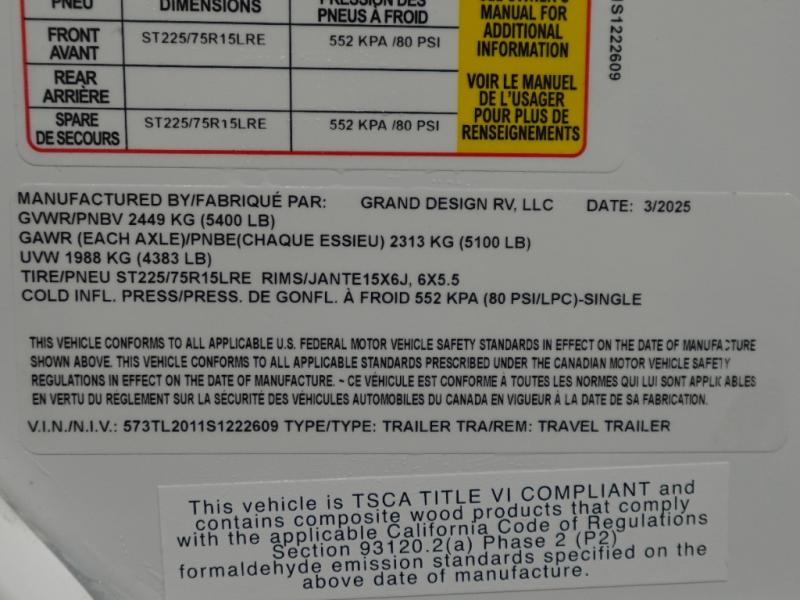 PNEU DIMENSIONS
PNEUS À FROID
FRONT
AVANT
ST225/75R15LRE 552 KPA /80 PSI
REAR
ARRIÈRE
SPARE
DE SECOURS
ST225/75R15LRE 552 KPA /80 PSI
MANUAL FOR
ADDITIONAL
INFORMATION
VOIR LE MANUEL
DE L'USAGER
POUR PLUS DE
RENSEIGNEMENTS
1S1222609
MANUFACTURED BY/FABRIQUÉ PAR: GRAND DESIGN RV, LLC DATE: 3/2025
GVWR/PNBV 2449 KG (5400 LB)
GAWR (EACH AXLE)/PNBE(CHAQUE ESSIEU) 2313 KG (5100 LB)
UVW 1988 KG (4383 LB)
TIRE/PNEU ST225/75R15LRE RIMS/JANTE15X6J, 6X5.5
COLD INFL. PRESS/PRESS. DE GONFL. À FROID 552 KPA (80 PSI/LPC)-SINGLE
THIS VEHICLE CONFORMS TO ALL APPLICABLE U.S. FEDERAL MOTOR VEHICLE SAFETY STANDARDS IN EFFECT ON THE DATE OF MANUFACTURE
SHOWN ABOVE. THIS VEHICLE CONFORMS TO ALL APPLICABLE STANDARDS PRESCRIBED UNDER THE CANADIAN MOTOR VEHICLE SAFETY
REGULATIONS IN EFFECT ON THE DATE OF MANUFACTURE. ~ CE VÉHICULE EST CONFORME À TOUTES LES NORMES QUI LUI SONT APPLICABLES
EN VERTU DU RÈGLEMENT SUR LA SÉCURITÉ DES VÉHICULES AUTOMOBILES DU CANADA EN VIGUEUR À LA DATE DE SA FABRICATION.
V.I.N./N.I.V.: 573TL2011S1222609 TYPE/TYPE: TRAILER TRA/REM: TRAVEL TRAILER
This vehicle is TSCA TITLE VI COMPLIANT and
contains composite wood products that comply
with the applicable California Code of Regulations
Section 93120.2(a) Phase 2 (P2)
formaldehyde emission standards specified on the
above date of manufacture.